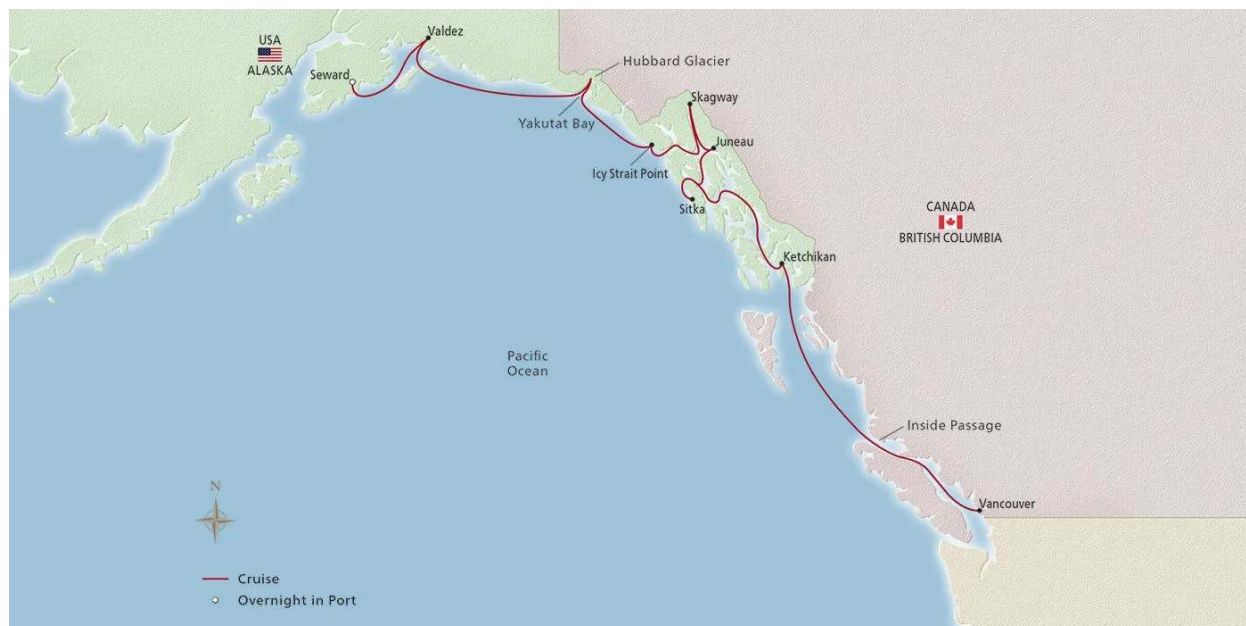 Valdez
USA
ALASKA
Seward
Hubbard Glacier
Yakutat Bay
Skagway
Juneau
Icy Strait Point
Sitka
CANADA
BRITISH COLUMBIA
Ketchikan
Pacific
Ocean
Inside Passage
Vancouver
N
Cruise
Overnight in Port